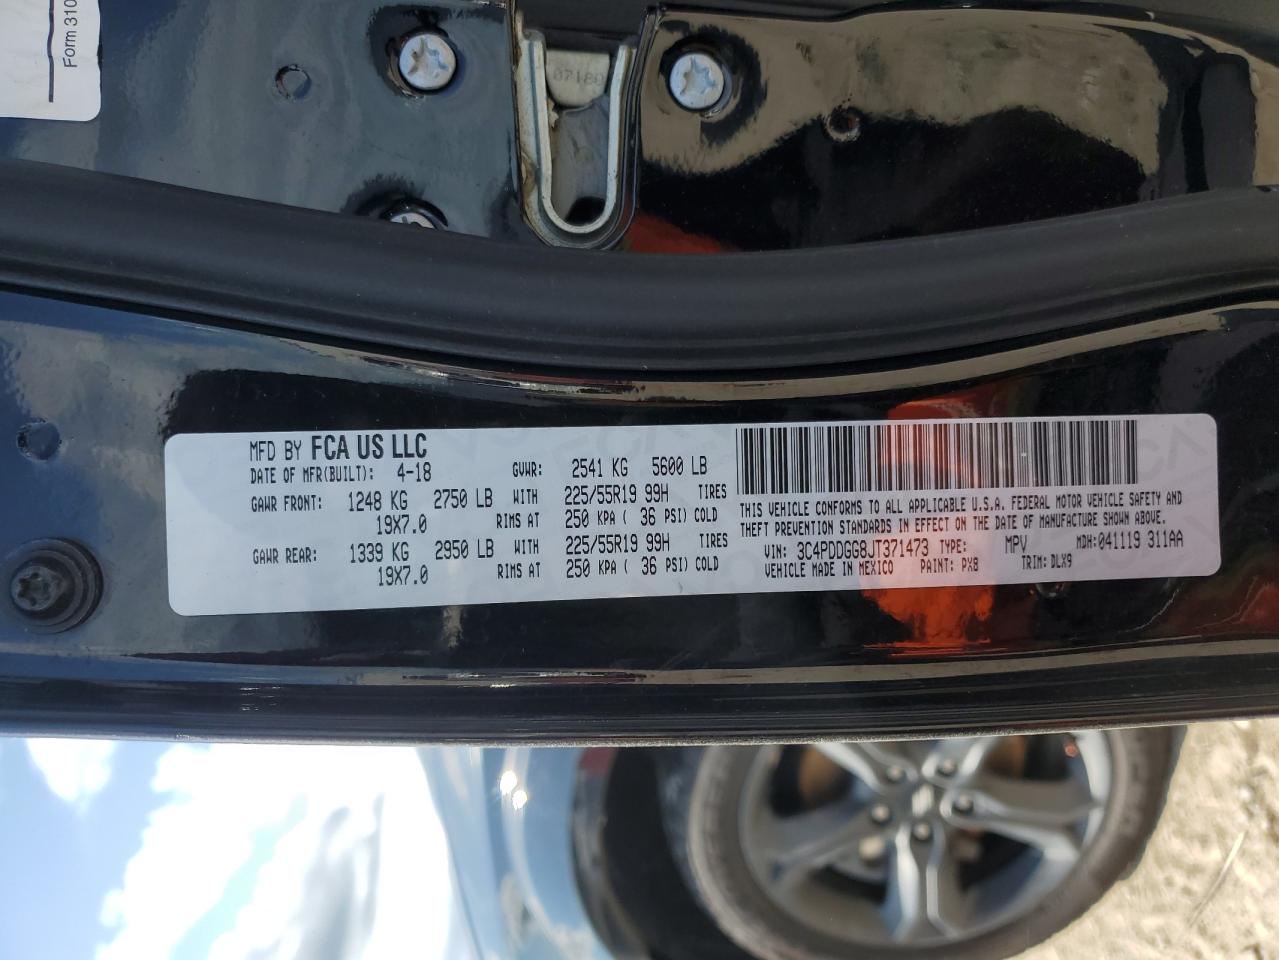 Form 310
07180
MFD BY FCA US LLC
DATE OF MFR(BUILT): 4-18 GVWR: 2541 KG 5600 LB
GAWR FRONT: 1248 KG 2750 LB WITH 225/55R19 99H TIRES
19X7.0 RIMS AT 250 KPA ( 36 PSI) COLD
GAWR REAR: 1339 KG 2950 LB WITH 225/55R19 99H TIRES
19X7.0 RIMS AT 250 KPA ( 36 PSI) COLD
THIS VEHICLE CONFORMS TO ALL APPLICABLE U.S.A. FEDERAL MOTOR VEHICLE SAFETY AND
THEFT PREVENTION STANDARDS IN EFFECT ON THE DATE OF MANUFACTURE SHOWN ABOVE.
VIN: 3C4PDDGG8JT371473 TYPE: MPV MDH: 041119 311AA
VEHICLE MADE IN MEXICO PAINT: PX8 TRIM: DLX9